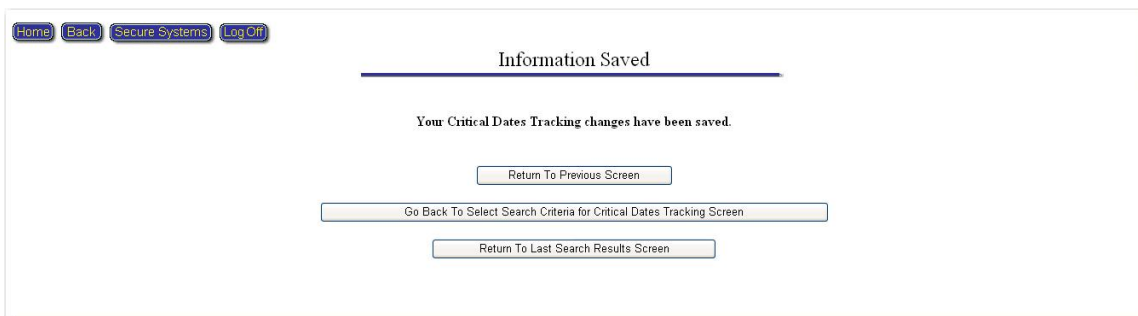 Home Back Secure Systems Log Off
Information Saved
Your Critical Dates Tracking changes have been saved.
Return To Previous Screen
Go Back To Select Search Criteria for Critical Dates Tracking Screen
Return To Last Search Results Screen